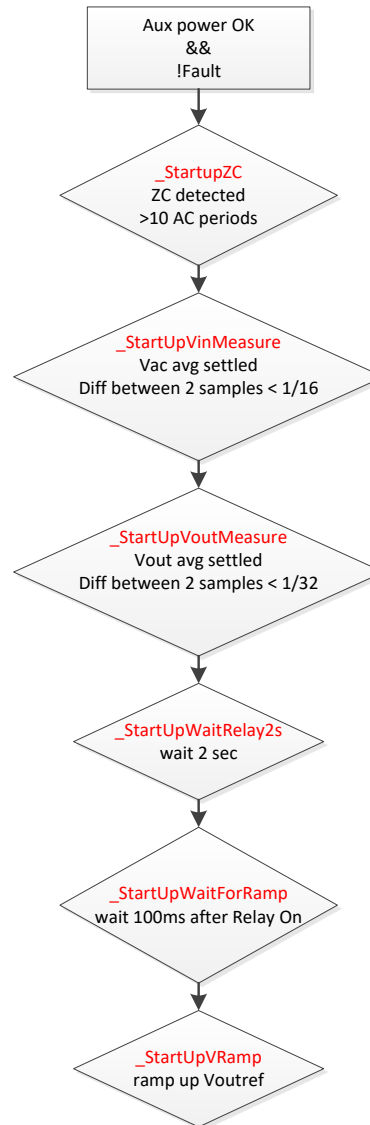 Aux power OK
&&
!Fault
_StartupZC
ZC detected
>10 AC periods
_StartUpVinMeasure
Vac avg settled
Diff between 2 samples < 1/16
_StartUpVoutMeasure
Vout avg settled
Diff between 2 samples < 1/32
_StartUpWaitRelay2s
wait 2 sec
_StartUpWaitForRamp
wait 100ms after Relay On
_StartUpVRamp
ramp up Voutref